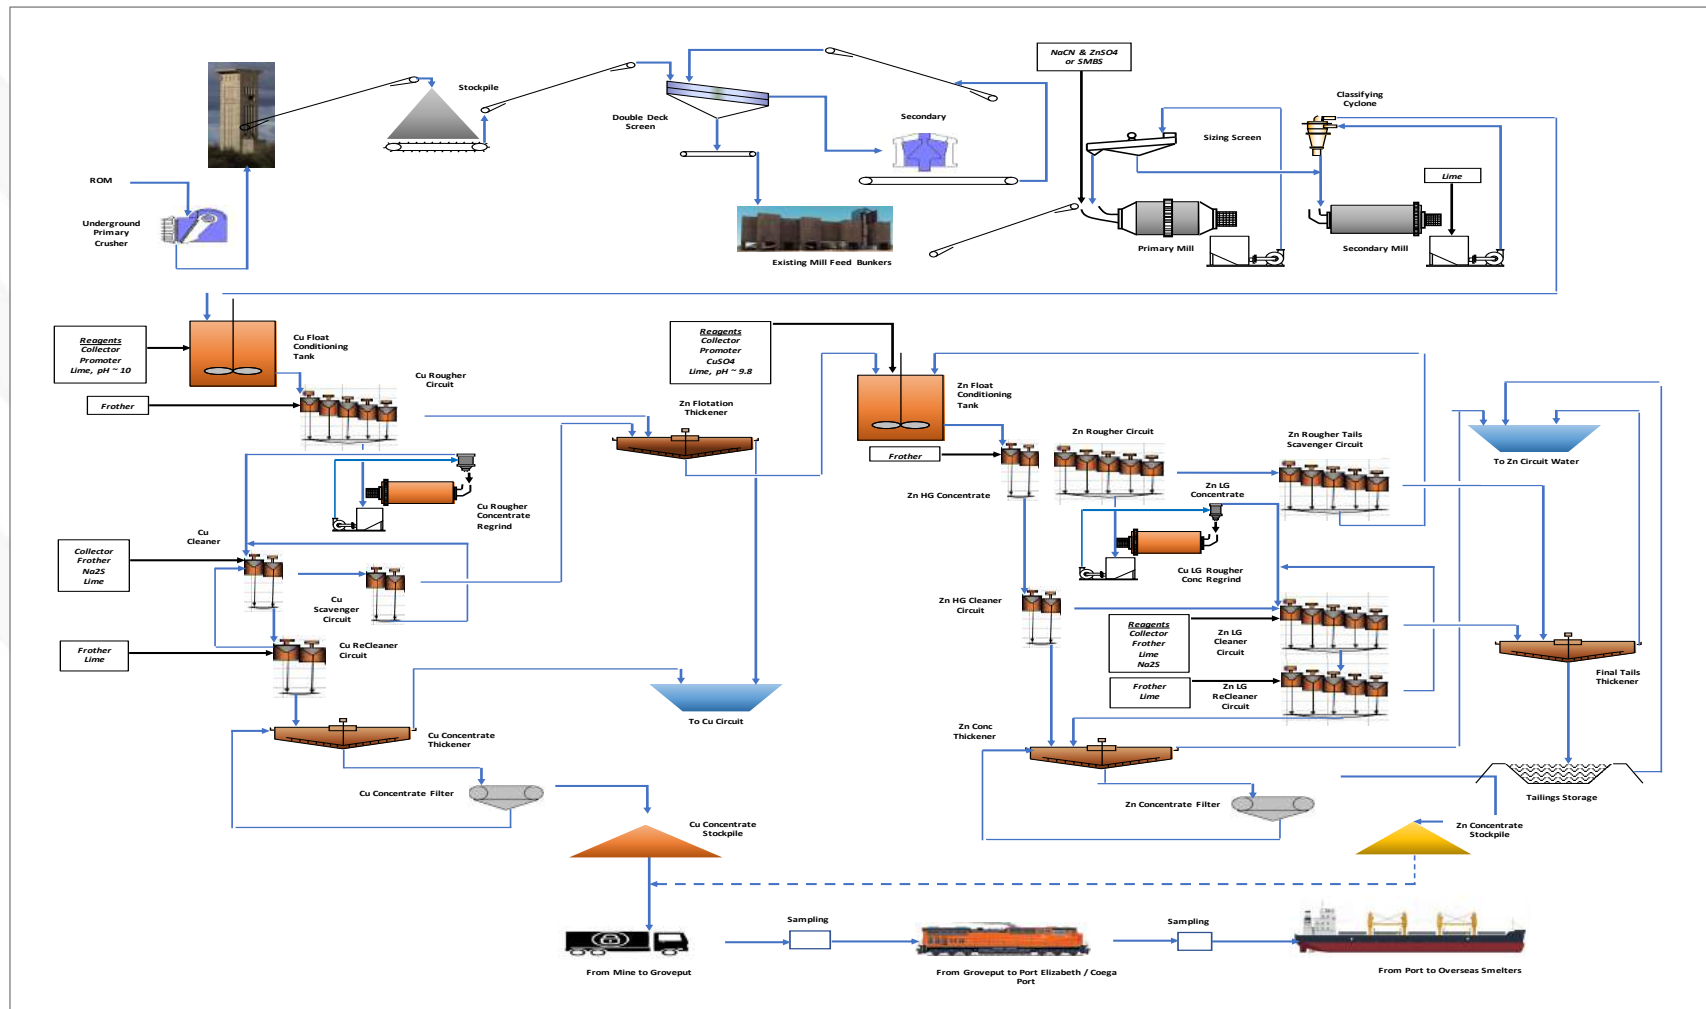 NaCN & ZnSO4
or SMBS
Stockpile
Classifying
Cyclone
Double Deck
Screen
Secondary
Sizing Screen
ROM
Lime
Underground
Primary
Crusher
Existing Mill Feed Bunkers
Primary Mill
Secondary Mill
Reagents
Collector
Promoter
Lime, pH ~ 10
Cu Float
Conditioning
Tank
Reagents
Collector
Promoter
CuSO4
Lime, pH ~ 9.8
Cu Rougher
Circuit
Zn Float
Conditioning
Tank
Frother
Zn Flotation
Thickener
Frother
Zn Rougher Circuit
Zn Rougher Tails
Scavenger Circuit
To Zn Circuit Water
Zn HG Concentrate
Zn LG
Concentrate
Cu Rougher
Concentrate
Regrind
Cu
Cleaner
Collector
Frother
Na2S
Lime
Cu LG Rougher
Conc Regrind
Cu
Scavenger
Circuit
Zn HG Cleaner
Circuit
Reagents
Collector
Frother
Lime
Na2S
Zn LG
Cleaner
Circuit
Frother
Lime
Cu ReCleaner
Circuit
Final Tails
Thickener
Frother
Lime
Zn LG
ReCleaner
Circuit
To Cu Circuit
Cu Concentrate
Thickener
Zn Conc
Thickener
Cu Concentrate Filter
Zn Concentrate Filter
Tailings Storage
Cu Concentrate
Stockpile
Zn Concentrate
Stockpile
Sampling
Sampling
From Mine to Groveput
From Groveput to Port Elizabeth / Coega
Port
From Port to Overseas Smelters